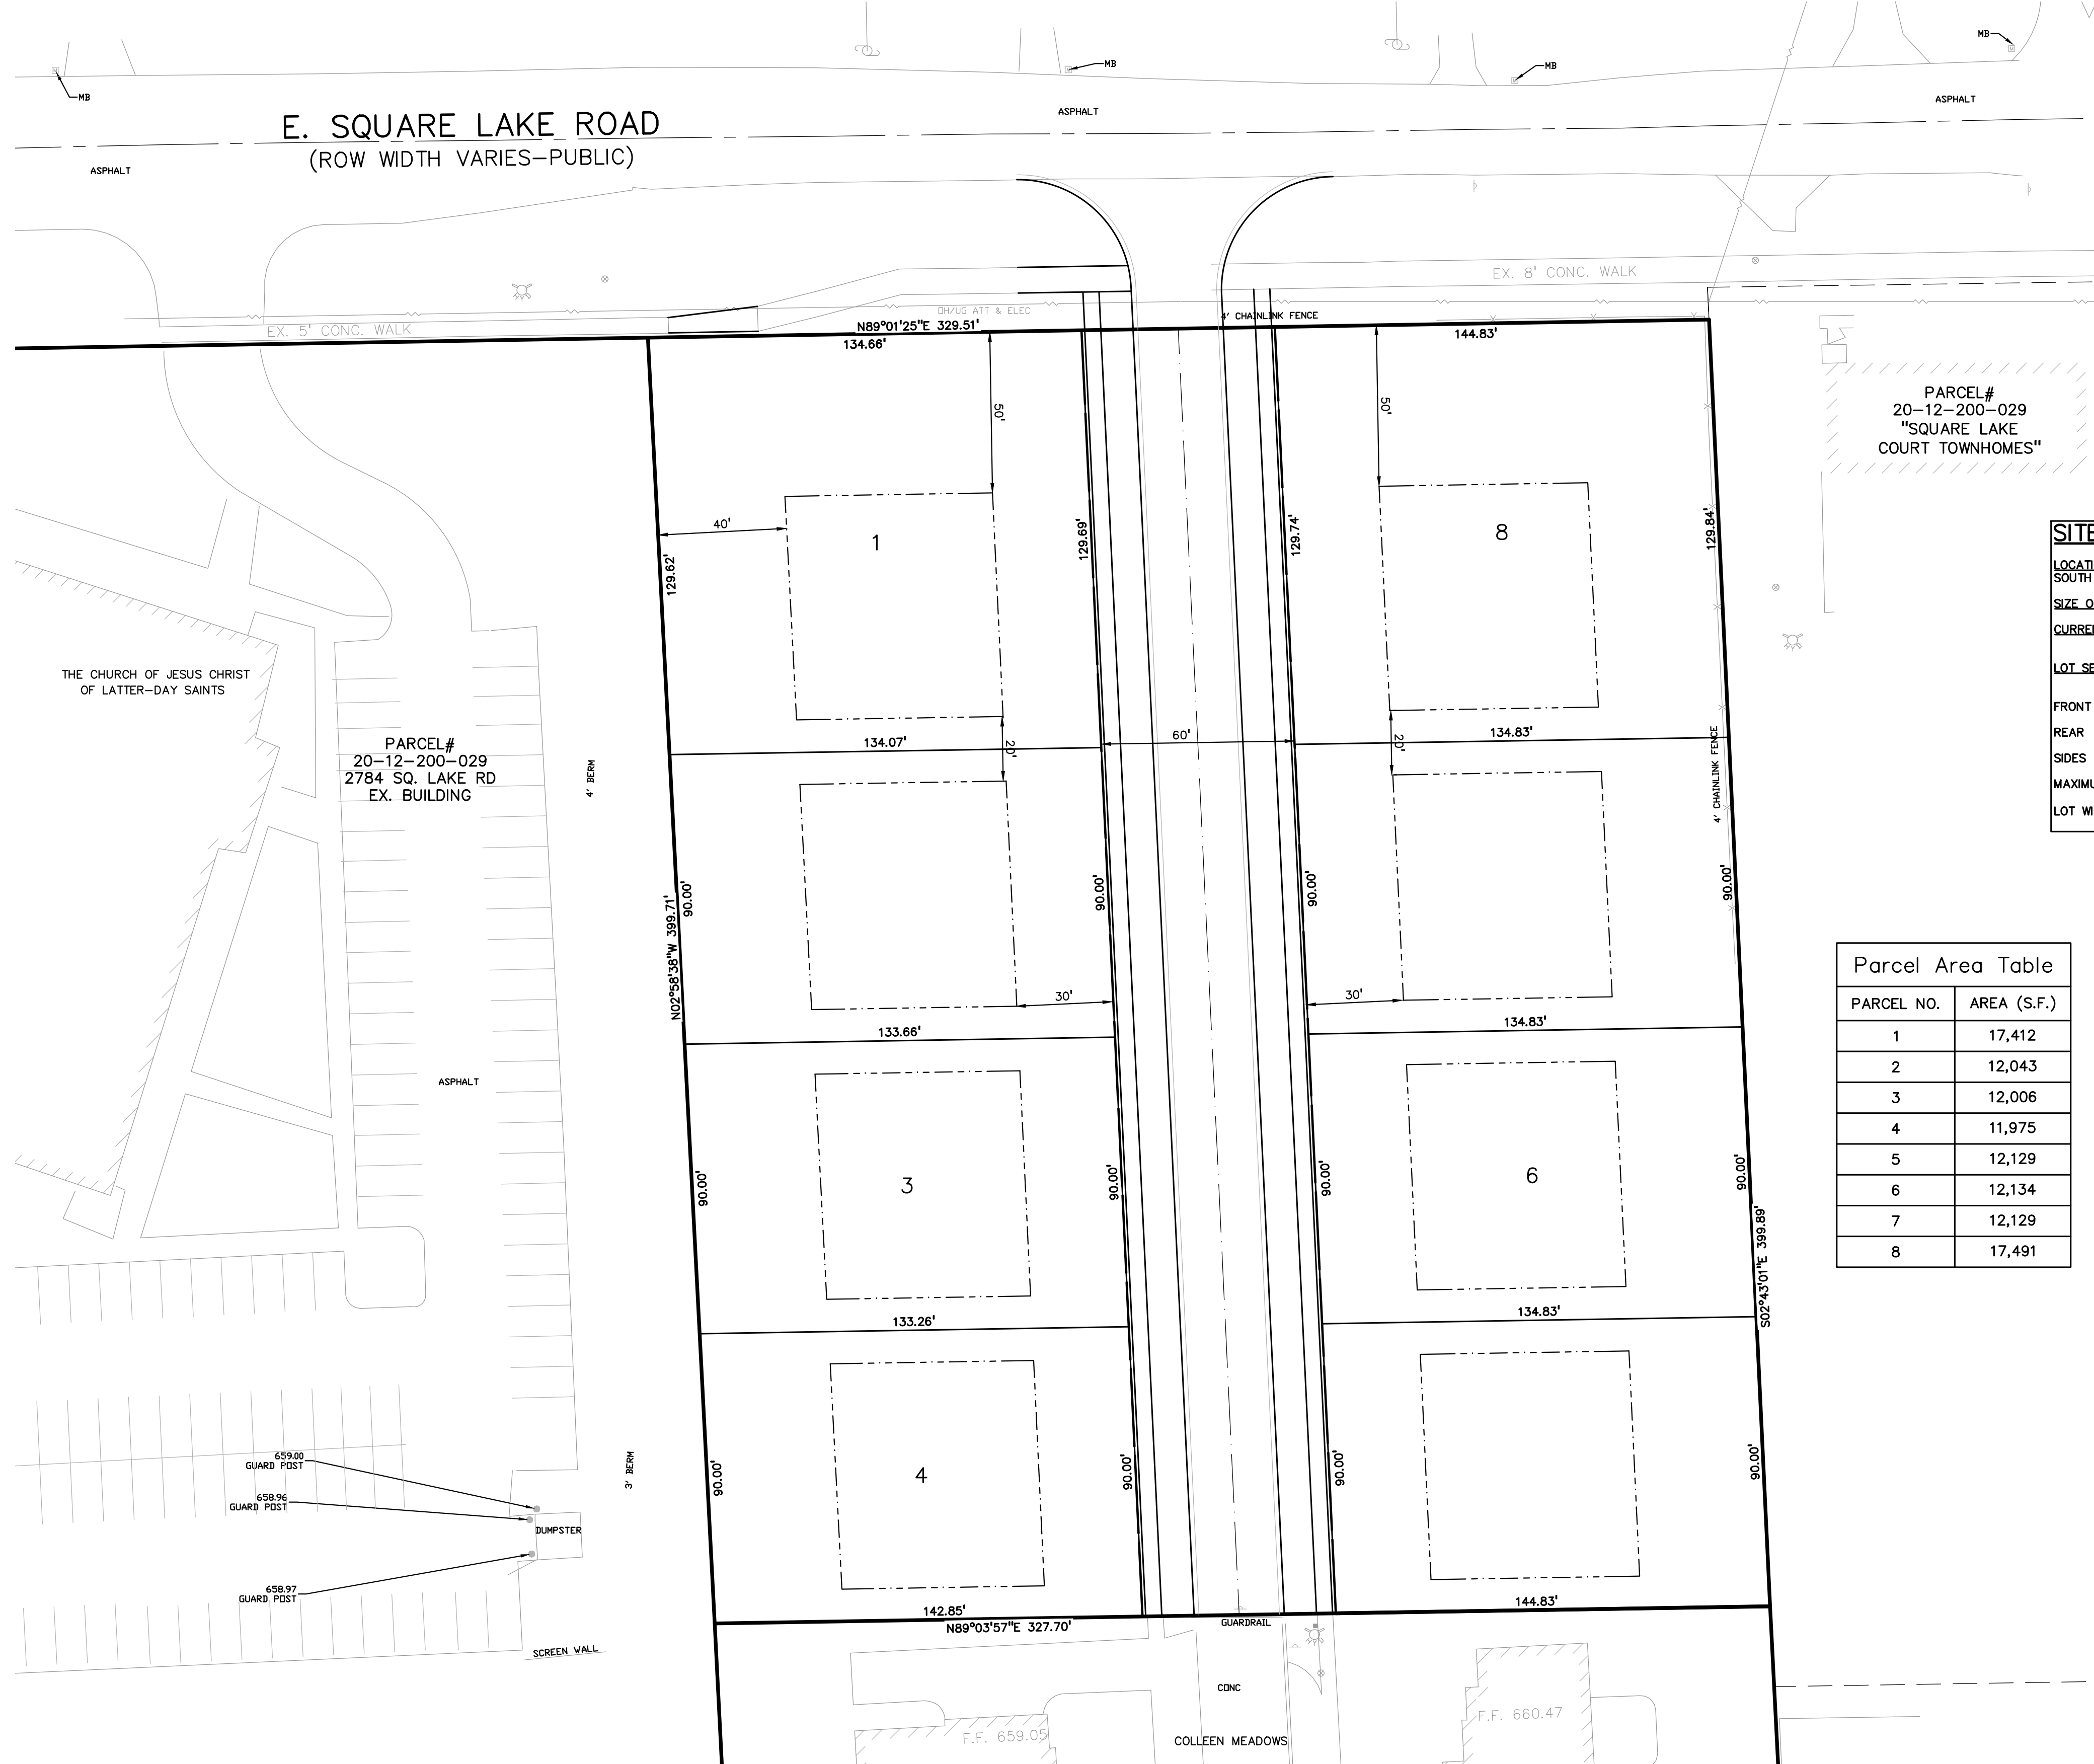 MB
MB
MB
MB
E. SQUARE LAKE ROAD
(ROW WIDTH VARIES-PUBLIC)
ASPHALT
ASPHALT
ASPHALT
EX. 5' CONC. WALK
OH/UG ATT & ELEC
EX. 8' CONC. WALK
N89°01'25"E 329.51'
4' CHAINLINK FENCE
134.66'
144.83'
50'
50'
PARCEL#
20-12-200-029
"SQUARE LAKE
COURT TOWNHOMES"
40'
1
8
129.62'
129.69'
129.74'
129.84'
SITE
LOCATI
SOUTH
SIZE O
CURREN
LOT SE
FRONT
REAR
SIDES
MAXIMU
LOT WI
THE CHURCH OF JESUS CHRIST
OF LATTER-DAY SAINTS
PARCEL#
20-12-200-029
2784 SQ. LAKE RD
EX. BUILDING
4' BERM
134.07'
20'
60'
20'
134.83'
4' CHAINLINK FENCE
N02°58'38"W 399.71'
90.00'
90.00'
90.00'
90.00'
30'
30'
133.66'
134.83'
ASPHALT
3
6
90.00'
90.00'
90.00'
90.00'
S02°43'01"E 399.89'
133.26'
134.83'
Parcel Area Table
PARCEL NO. AREA (S.F.)
1 17,412
2 12,043
3 12,006
4 11,975
5 12,129
6 12,134
7 12,129
8 17,491
4
90.00'
90.00'
90.00'
90.00'
3' BERM
659.00
GUARD POST
658.96
GUARD POST
DUMPSTER
658.97
GUARD POST
SCREEN WALL
142.85'
144.83'
N89°03'57"E 327.70'
GUARDRAIL
CONC
F.F. 659.05
F.F. 660.47
COLLEEN MEADOWS